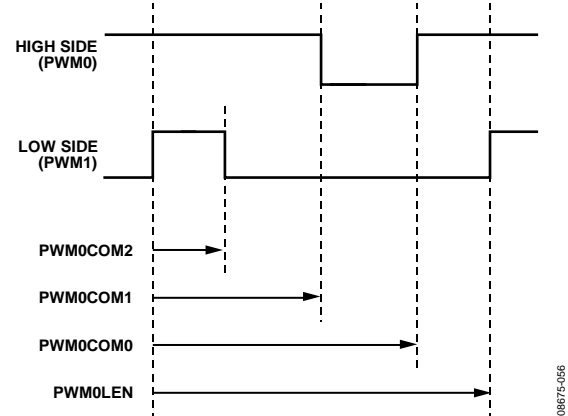 HIGH SIDE
(PWM0)
LOW SIDE
(PWM1)
PWM0COM2
PWM0COM1
PWM0COM0
PWM0LEN
08675-056